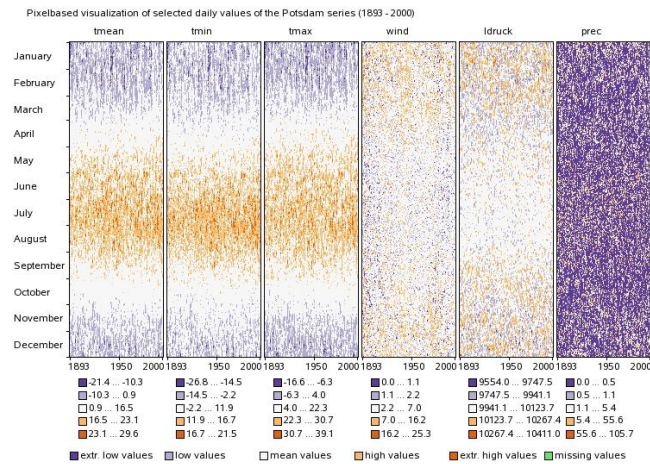 Pixelbased visualization of selected daily values of the Potsdam series (1893 - 2000)
tmean tmin tmax wind ldruck prec
January
February
March
April
May
June
July
August
September
October
November
December
1893 1950 2000 1893 1950 2000 1893 1950 2000 1893 1950 2000 1893 1950 2000 1893 1950 2000
-21.4 ... -10.3 -26.8 ... -14.5 -16.6 ... -6.3 0.0 ... 1.1 9554.0 ... 9747.5 0.0 ... 0.5
-10.3 ... 0.9 -14.5 ... -2.2 -6.3 ... 4.0 1.1 ... 2.2 9747.5 ... 9941.1 0.5 ... 1.1
0.9 ... 16.5 -2.2 ... 11.9 4.0 ... 22.3 2.2 ... 7.0 9941.1 ... 10123.7 1.1 ... 5.4
16.5 ... 23.1 11.9 ... 16.7 22.3 ... 30.7 7.0 ... 16.2 10123.7 ... 10267.4 5.4 ... 55.6
23.1 ... 29.6 16.7 ... 21.5 30.7 ... 39.1 16.2 ... 25.3 10267.4 ... 10411.0 55.6 ... 105.7
extr. low values low values mean values high values extr. high values missing values